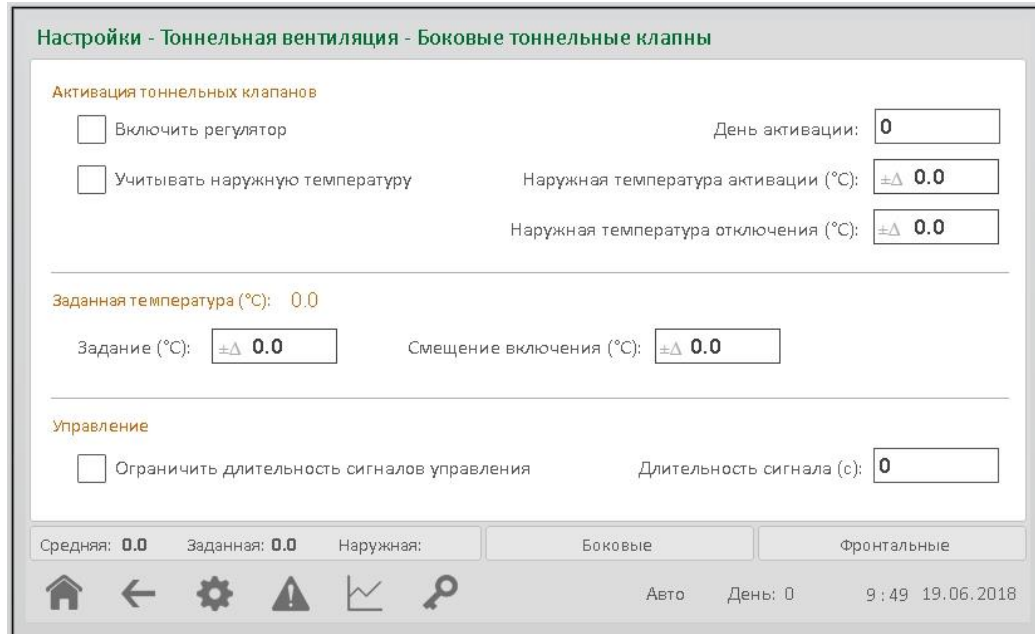 Настройки - Тоннельная вентиляция - Боковые тоннельные клапны
Активация тоннельных клапанов
Включить регулятор День активации: 0
Учитывать наружную температуру Наружная температура активации (°C): ±Δ 0.0
Наружная температура отключения (°C): ±Δ 0.0
Заданная температура (°C): 0.0
Задание (°C): ±Δ 0.0 Смещение включения (°C): ±Δ 0.0
Управление
Ограничить длительность сигналов управления Длительность сигнала (с): 0
Средняя: 0.0 Заданная: 0.0 Наружная: Боковые Фронтальные
Авто День: 0 9 : 49 19.06.2018